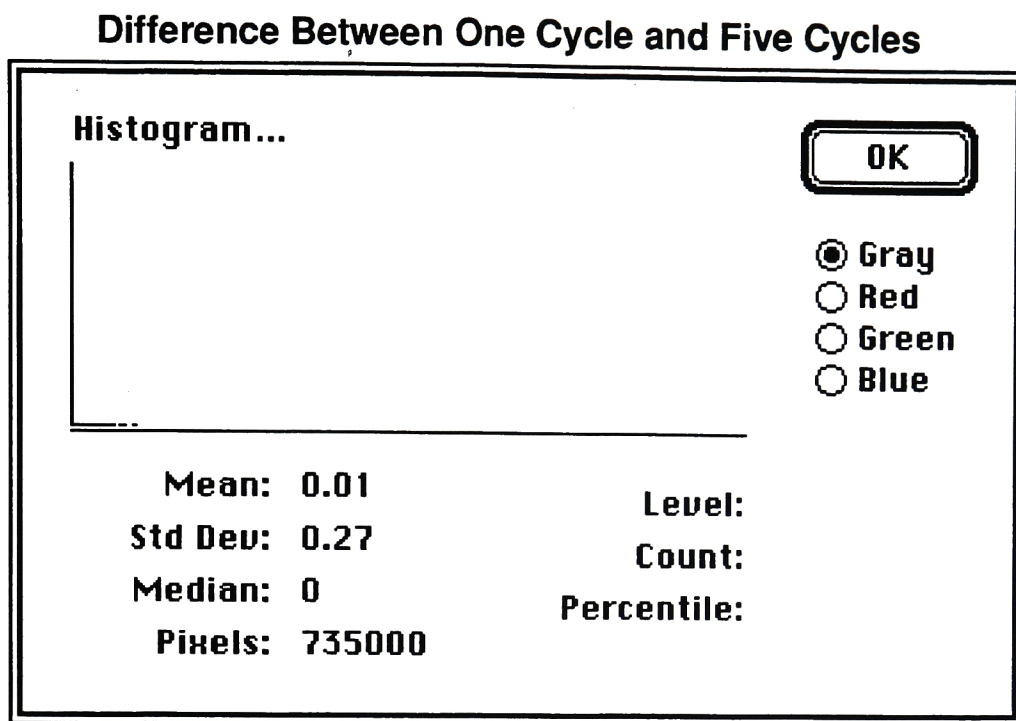 Difference Between One Cycle and Five Cycles
Histogram...
OK
Gray
Red
Green
Blue
Mean: 0.01
Std Dev: 0.27
Median: 0
Pixels: 735000
Level:
Count:
Percentile: